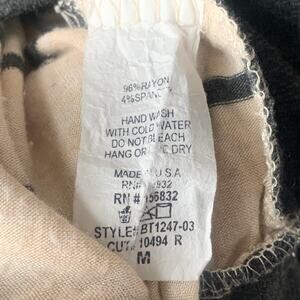 96% RAYON
4% SPANDEX
HAND WASH
WITH COLD WATER
DO NOT BLEACH
HANG OR LINE DRY
MADE IN U.S.A
RN#
RN# 156832
STYLE# BT1247-03
CUT# 10494 R
M